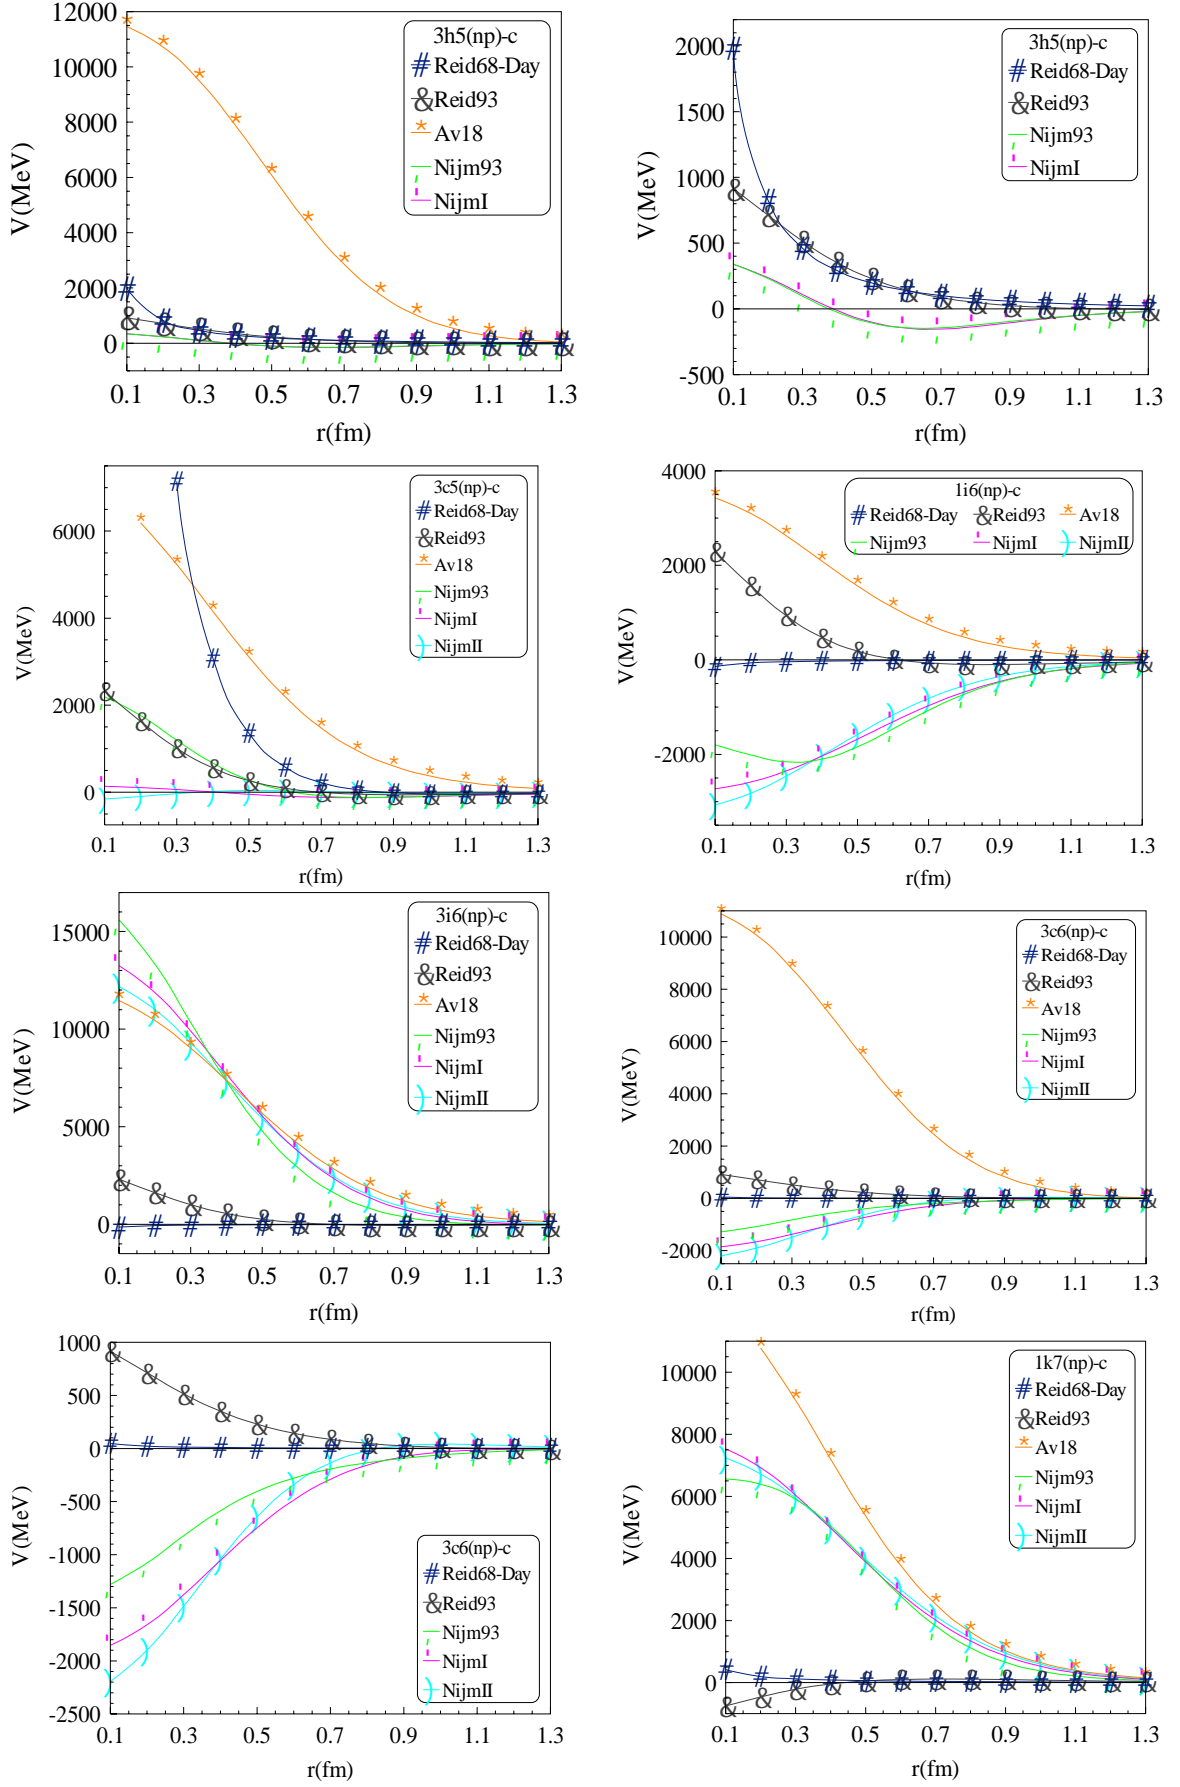 12000
10000
8000
6000
4000
2000
0
V(MeV)
3h5(np)-c
Reid68-Day
Reid93
Av18
Nijm93
NijmI
0.1 0.3 0.5 0.7 0.9 1.1 1.3
r(fm)
2000
1500
1000
500
0
-500
V(MeV)
3h5(np)-c
Reid68-Day
Reid93
Nijm93
NijmI
0.1 0.3 0.5 0.7 0.9 1.1 1.3
r(fm)
6000
4000
2000
0
V(MeV)
3c5(np)-c
Reid68-Day
Reid93
Av18
Nijm93
NijmI
NijmII
0.1 0.3 0.5 0.7 0.9 1.1 1.3
r(fm)
4000
2000
0
-2000
V(MeV)
1i6(np)-c
Reid68-Day Reid93 Av18
Nijm93 NijmI NijmII
0.1 0.3 0.5 0.7 0.9 1.1 1.3
r(fm)
15000
10000
5000
0
V(MeV)
3i6(np)-c
Reid68-Day
Reid93
Av18
Nijm93
NijmI
NijmII
0.1 0.3 0.5 0.7 0.9 1.1 1.3
r(fm)
10000
8000
6000
4000
2000
0
-2000
V(MeV)
3c6(np)-c
Reid68-Day
Reid93
Av18
Nijm93
NijmI
NijmII
0.1 0.3 0.5 0.7 0.9 1.1 1.3
r(fm)
1000
500
0
-500
-1000
-1500
-2000
-2500
V(MeV)
3c6(np)-c
Reid68-Day
Reid93
Nijm93
NijmI
NijmII
0.1 0.3 0.5 0.7 0.9 1.1 1.3
r(fm)
10000
8000
6000
4000
2000
0
V(MeV)
1k7(np)-c
Reid68-Day
Reid93
Av18
Nijm93
NijmI
NijmII
0.1 0.3 0.5 0.7 0.9 1.1 1.3
r(fm)